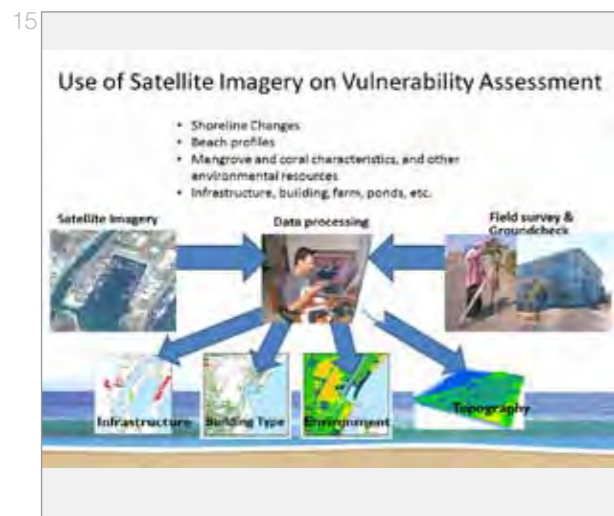 15
Use of Satellite Imagery on Vulnerability Assessment
• Shoreline Changes
• Beach profiles
• Mangrove and coral characteristics, and other
environmental resources
• Infrastructure, building, farm, ponds, etc.
Satellite Imagery
Data processing
Field survey &
Groundcheck
Infrastructure
Building Type
Environment
Topography